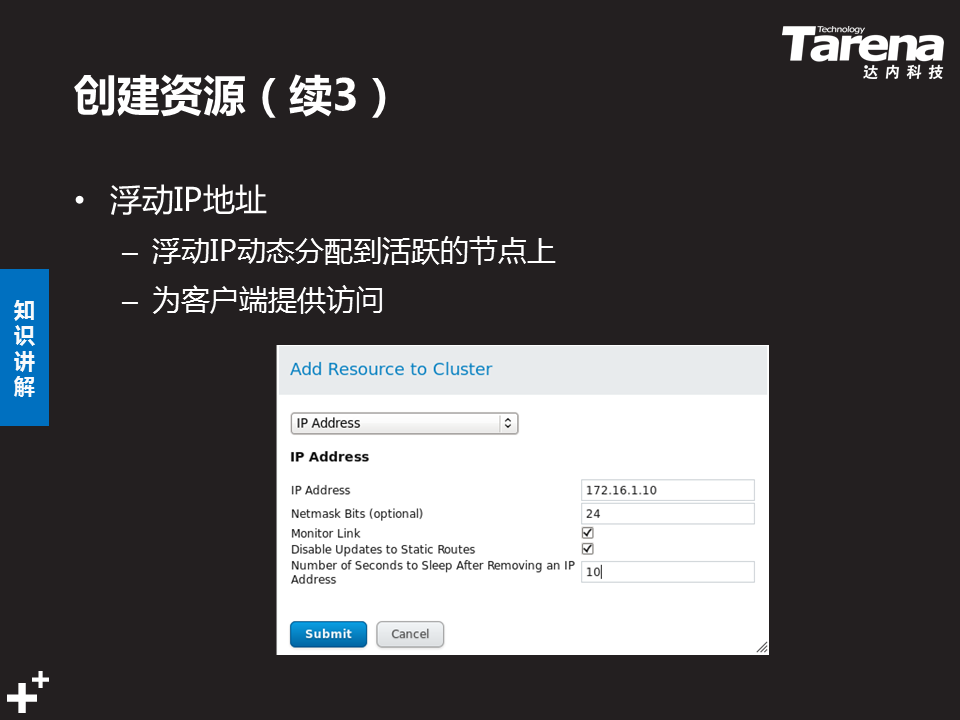 Technology
Tarena
达内科技
创建资源（续3）
• 浮动IP地址
– 浮动IP动态分配到活跃的节点上
– 为客户端提供访问
知识讲解
Add Resource to Cluster
IP Address
IP Address
IP Address 172.16.1.10
Netmask Bits (optional) 24
Monitor Link
Disable Updates to Static Routes
Number of Seconds to Sleep After Removing an IP
Address 10
Submit Cancel